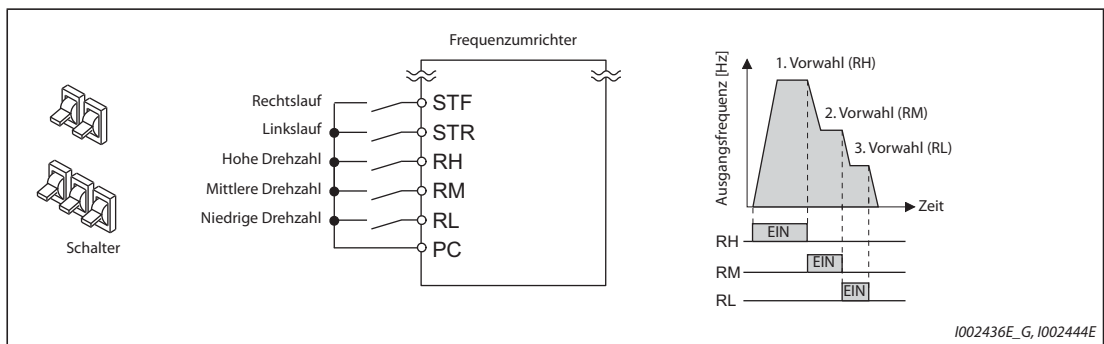 Frequenzumrichter
Rechtslauf
STF
Linkslauf
STR
Hohe Drehzahl
RH
Mittlere Drehzahl
RM
Niedrige Drehzahl
RL
PC
Schalter
Ausgangsfrequenz [Hz]
1. Vorwahl (RH)
2. Vorwahl (RM)
3. Vorwahl (RL)
Zeit
RH
EIN
RM
EIN
RL
EIN
I002436E_G, I002444E